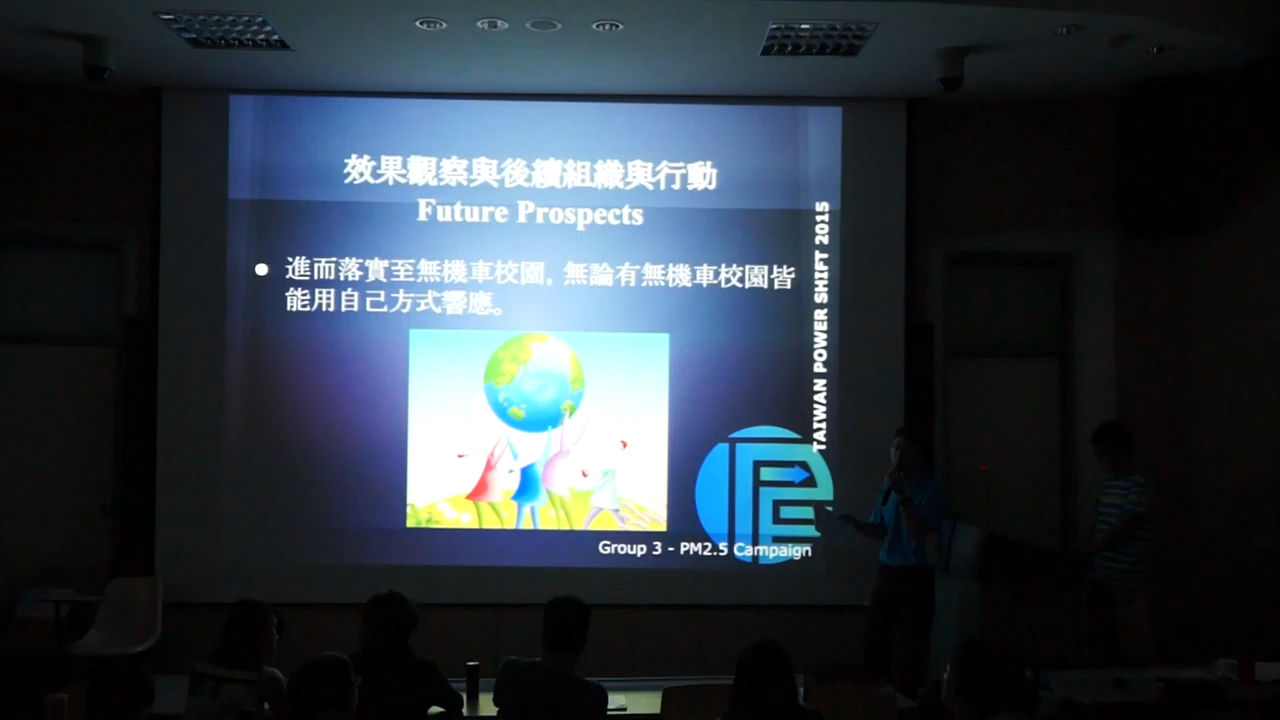 效果觀察與後續組織與行動
Future Prospects
進而落實至無機車校園, 無論有無機車校園皆
能用自己方式響應。
TAIWAN POWER SHIFT 2015
Group 3 - PM2.5 Campaign